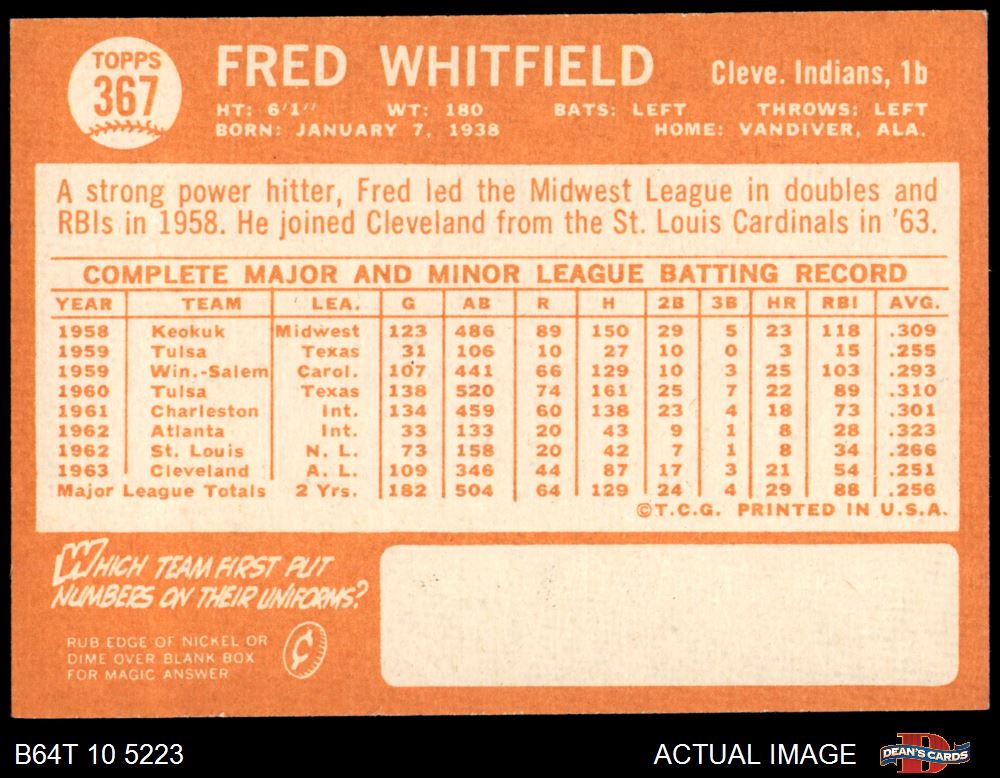 TOPPS
367
FRED WHITFIELD
Cleve. Indians, 1b
HT: 6'1" WT: 180 BATS: LEFT THROWS: LEFT
BORN: JANUARY 7, 1938 HOME: VANDIVER, ALA.
A strong power hitter, Fred led the Midwest League in doubles and
RBIs in 1958. He joined Cleveland from the St. Louis Cardinals in '63.
COMPLETE MAJOR AND MINOR LEAGUE BATTING RECORD
YEAR TEAM LEA. G AB R H 2B 3B HR RBI AVG.
1958 Keokuk Midwest 123 486 89 150 29 5 23 118 .309
1959 Tulsa Texas 31 106 10 27 10 0 3 15 .255
1959 Win.-Salem Carol. 107 441 66 129 10 3 25 103 .293
1960 Tulsa Texas 138 520 74 161 25 7 22 89 .310
1961 Charleston Int. 134 459 60 138 23 4 18 73 .301
1962 Atlanta Int. 33 133 20 43 9 1 8 28 .323
1962 St. Louis N. L. 73 158 20 42 7 1 8 34 .266
1963 Cleveland A. L. 109 346 44 87 17 3 21 54 .251
Major League Totals 2 Yrs. 182 504 64 129 24 4 29 88 .256
©T.C.G. PRINTED IN U.S.A.
WHICH TEAM FIRST PUT
NUMBERS ON THEIR UNIFORMS?
RUB EDGE OF NICKEL OR
DIME OVER BLANK BOX
FOR MAGIC ANSWER
¢
B64T 10 5223
ACTUAL IMAGE
DEAN'S CARDS